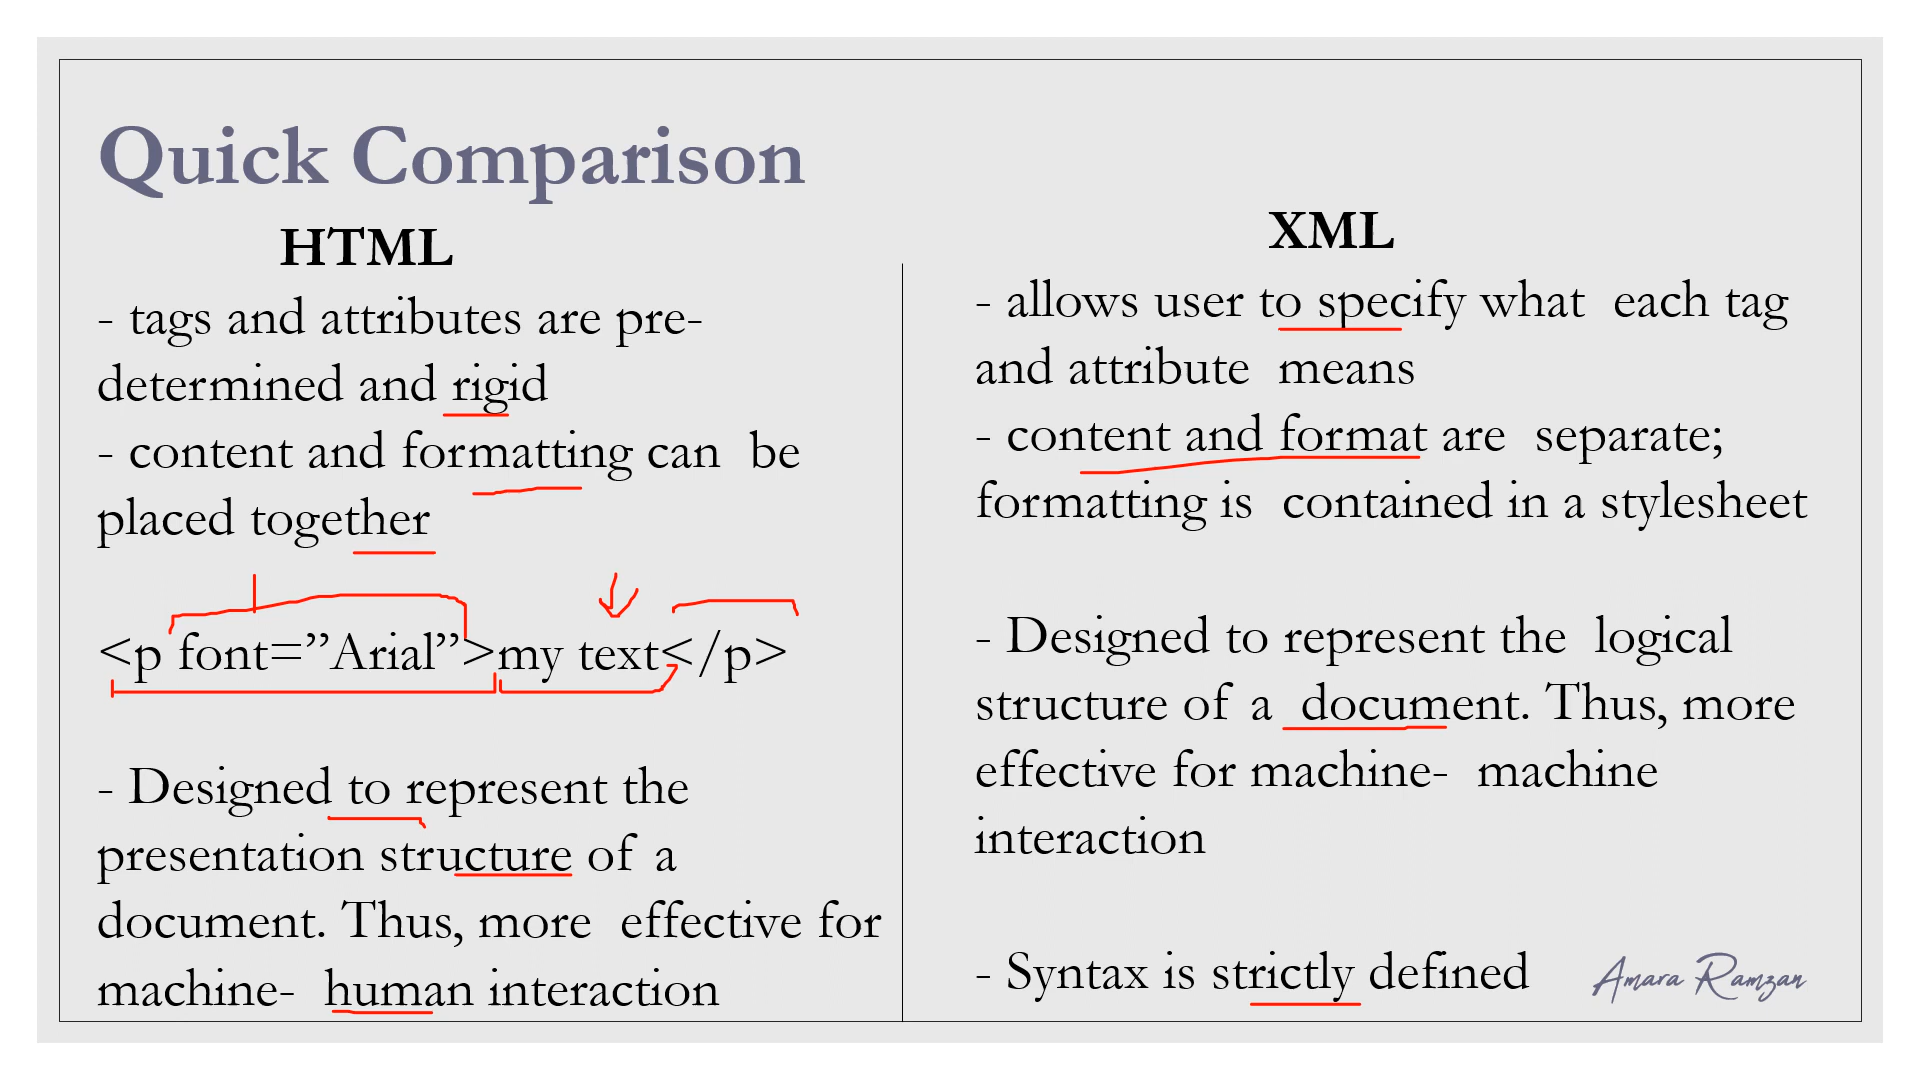 Quick Comparison
HTML
- tags and attributes are pre-
determined and rigid
- content and formatting can be
placed together
<p font=”Arial”>my text</p>
- Designed to represent the
presentation structure of a
document. Thus, more effective for
machine- human interaction
XML
- allows user to specify what each tag
and attribute means
- content and format are separate;
formatting is contained in a stylesheet
- Designed to represent the logical
structure of a document. Thus, more
effective for machine- machine
interaction
- Syntax is strictly defined
Amara Ramzan